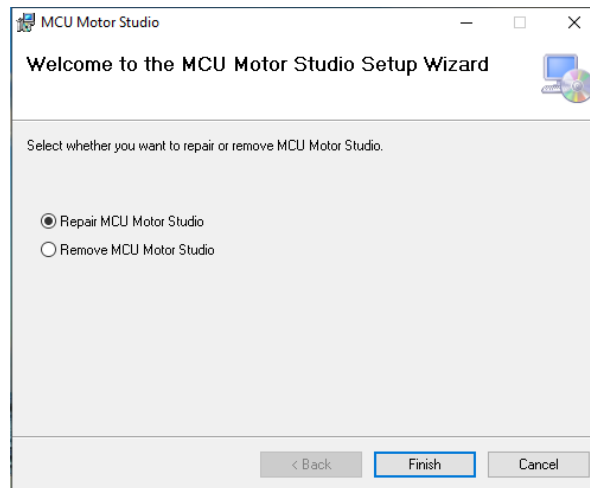 MCU Motor Studio
Welcome to the MCU Motor Studio Setup Wizard
Select whether you want to repair or remove MCU Motor Studio.
Repair MCU Motor Studio
Remove MCU Motor Studio
< Back Finish Cancel